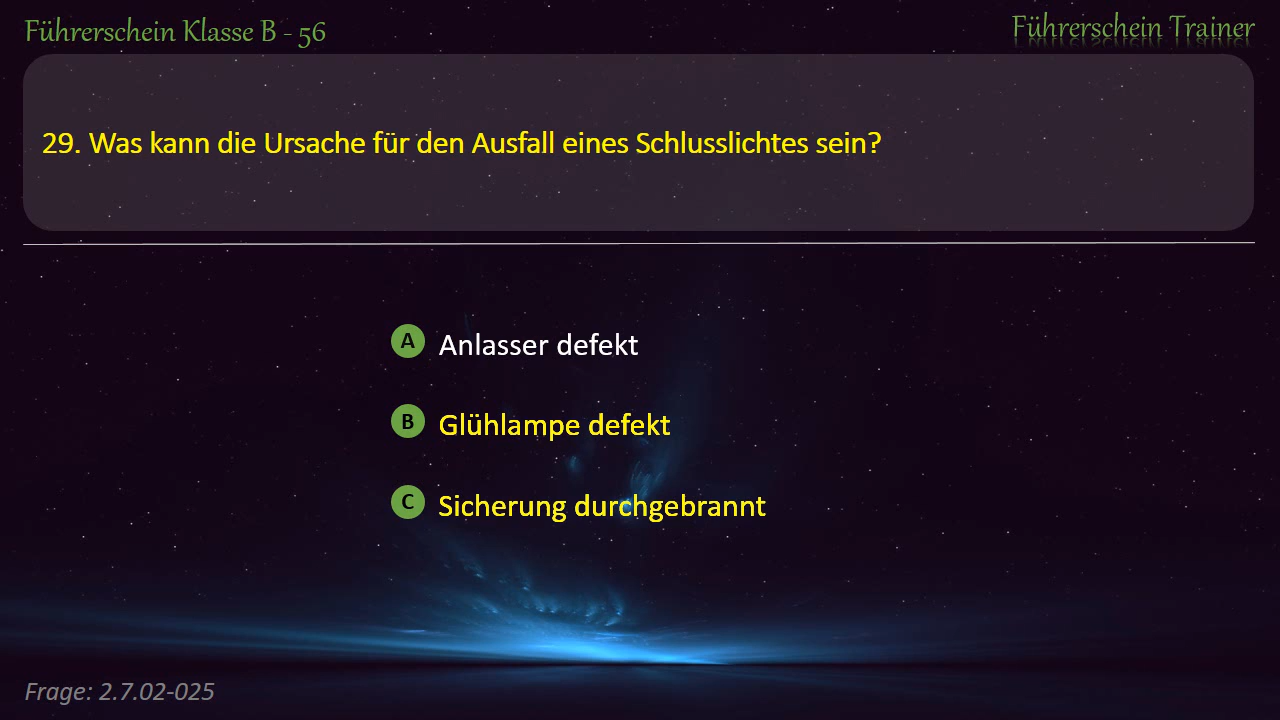 Führerschein Klasse B - 56
Führerschein Trainer
29. Was kann die Ursache für den Ausfall eines Schlusslichtes sein?
A Anlasser defekt
B Glühlampe defekt
C Sicherung durchgebrannt
Frage: 2.7.02-025